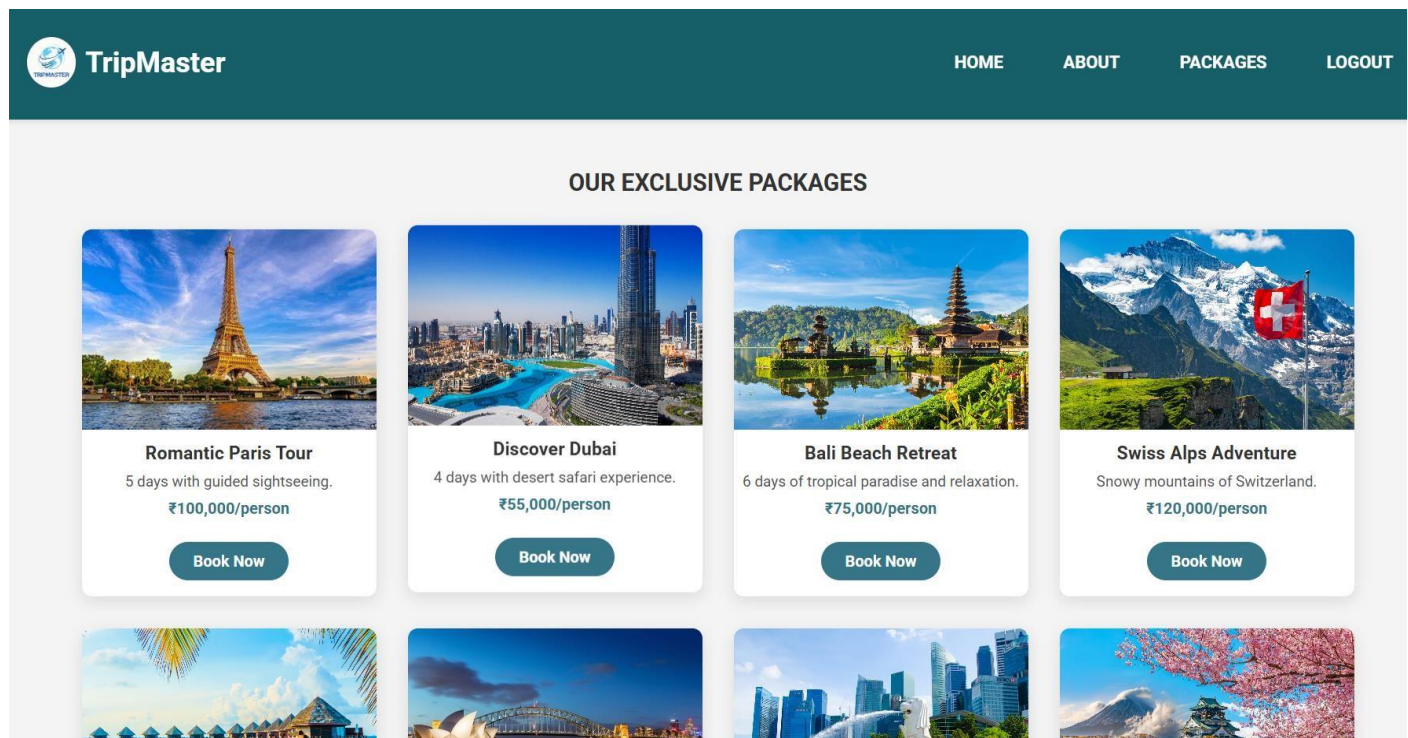 TRIPMASTER
TripMaster
HOME ABOUT PACKAGES LOGOUT
OUR EXCLUSIVE PACKAGES
Romantic Paris Tour
5 days with guided sightseeing.
₹100,000/person
Book Now
Discover Dubai
4 days with desert safari experience.
₹55,000/person
Book Now
Bali Beach Retreat
6 days of tropical paradise and relaxation.
₹75,000/person
Book Now
Swiss Alps Adventure
Snowy mountains of Switzerland.
₹120,000/person
Book Now